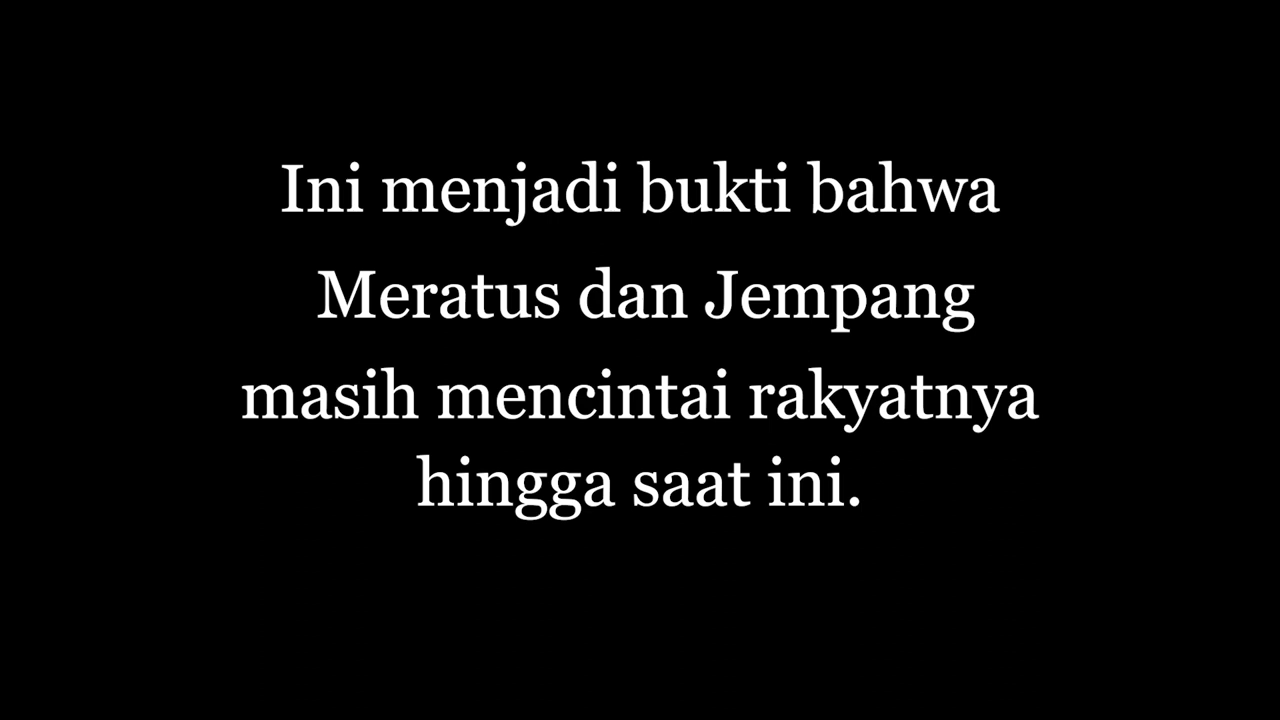 Ini menjadi bukti bahwa
Meratus dan Jempang
masih mencintai rakyatnya
hingga saat ini.